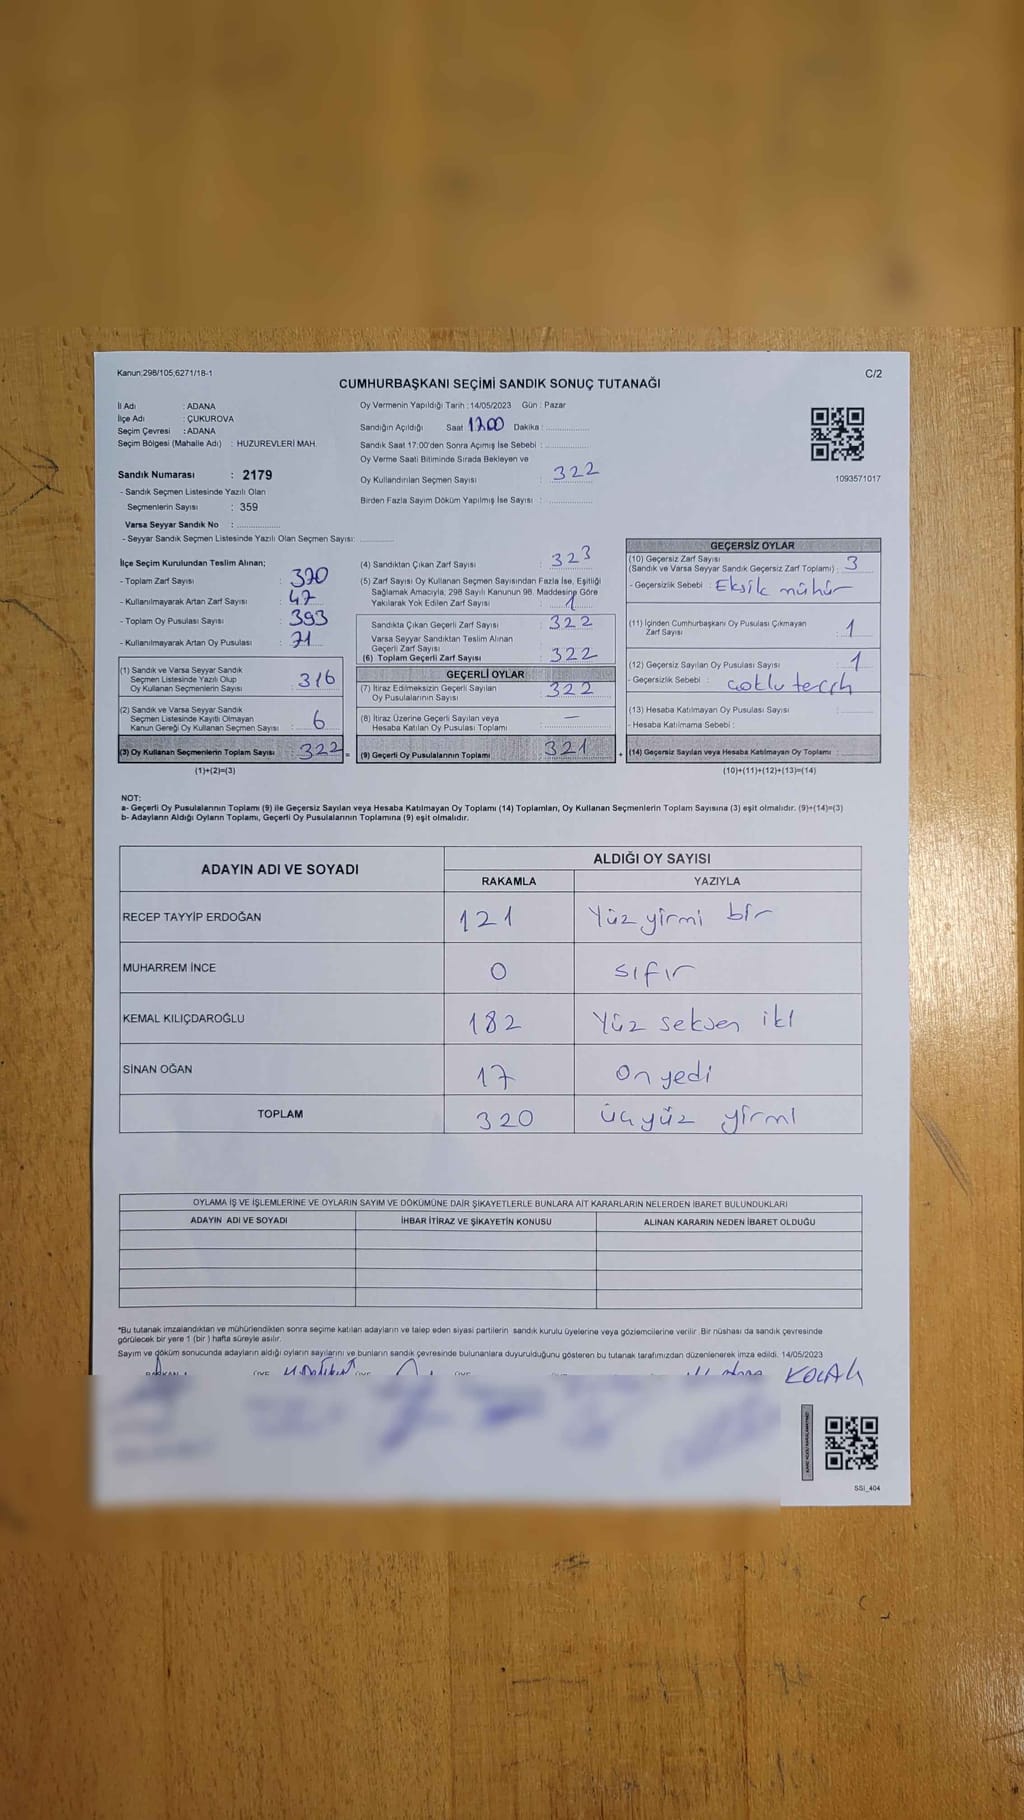 Kanun:298/105,6271/18-1
C/2
CUMHURBAŞKANI SEÇİMİ SANDIK SONUÇ TUTANAĞI
İl Adı : ADANA
İlçe Adı : ÇUKUROVA
Seçim Çevresi : ADANA
Seçim Bölgesi (Mahalle Adı) : HUZUREVLERİ MAH.
Sandık Numarası : 2179
- Sandık Seçmen Listesinde Yazılı Olan
Seçmenlerin Sayısı : 359
Varsa Seyyar Sandık No : ..................
- Seyyar Sandık Seçmen Listesinde Yazılı Olan Seçmen Sayısı: ..............
Oy Vermenin Yapıldığı Tarih : 14/05/2023 Gün : Pazar
Sandığın Açıldığı Saat 1700 Dakika : ..................
Sandık Saat 17:00'den Sonra Açımış İse Sebebi : ..................
Oy Verme Saati Bitiminde Sırada Bekleyen ve
Oy Kullandırılan Seçmen Sayısı : 322
Birden Fazla Sayım Döküm Yapılmış İse Sayısı : ..................
1093571017
İlçe Seçim Kurulundan Teslim Alınan;
- Toplam Zarf Sayısı : 370
- Kullanılmayarak Artan Zarf Sayısı : 47
- Toplam Oy Pusulası Sayısı : 393
- Kullanılmayarak Artan Oy Pusulası : 71
(1) Sandık ve Varsa Seyyar Sandık
Seçmen Listesinde Yazılı Olup
Oy Kullanan Seçmenlerin Sayısı : 316
(2) Sandık ve Varsa Seyyar Sandık
Seçmen Listesinde Kayıtlı Olmayan
Kanun Gereği Oy Kullanan Seçmen Sayısı : 6
(3) Oy Kullanan Seçmenlerin Toplam Sayısı : 322 =
(1)+(2)=(3)
(4) Sandıktan Çıkan Zarf Sayısı : 323
(5) Zarf Sayısı Oy Kullanan Seçmen Sayısından Fazla İse, Eşitliği
Sağlamak Amacıyla, 298 Sayılı Kanunun 98. Maddesine Göre
Yakılarak Yok Edilen Zarf Sayısı : 1
Sandıkta Çıkan Geçerli Zarf Sayısı : 322
Varsa Seyyar Sandıktan Teslim Alınan
Geçerli Zarf Sayısı :
(6) Toplam Geçerli Zarf Sayısı : 322
GEÇERLİ OYLAR
(7) İtiraz Edilmeksizin Geçerli Sayılan
Oy Pusulalarının Sayısı : 322
(8) İtiraz Üzerine Geçerli Sayılan veya
Hesaba Katılan Oy Pusulası Toplamı : —
(9) Geçerli Oy Pusulalarının Toplamı : 321 +
GEÇERSİZ OYLAR
(10) Geçersiz Zarf Sayısı
(Sandık ve Varsa Seyyar Sandık Geçersiz Zarf Toplamı) : 3
- Geçersizlik Sebebi : Eksik mühür
(11) İçinden Cumhurbaşkanı Oy Pusulası Çıkmayan
Zarf Sayısı : 1
(12) Geçersiz Sayılan Oy Pusulası Sayısı : 1
- Geçersizlik Sebebi : çoklu tercih
(13) Hesaba Katılmayan Oy Pusulası Sayısı :
- Hesaba Katılmama Sebebi :
(14) Geçersiz Sayılan veya Hesaba Katılmayan Oy Toplamı :
(10)+(11)+(12)+(13)=(14)
NOT:
a- Geçerli Oy Pusulalarının Toplamı (9) ile Geçersiz Sayılan veya Hesaba Katılmayan Oy Toplamı (14) Toplamları, Oy Kullanan Seçmenlerin Toplam Sayısına (3) eşit olmalıdır. (9)+(14)=(3)
b- Adayların Aldığı Oyların Toplamı, Geçerli Oy Pusulalarının Toplamına (9) eşit olmalıdır.
ADAYIN ADI VE SOYADI ALDIĞI OY SAYISI
RAKAMLA YAZIYLA
RECEP TAYYİP ERDOĞAN 121 Yüz yirmi bir
MUHARREM İNCE 0 sıfır
KEMAL KILIÇDAROĞLU 182 Yüz seksen iki
SİNAN OĞAN 17 On yedi
TOPLAM 320 üçyüz yirmi
OYLAMA İŞ VE İŞLEMLERİNE VE OYLARIN SAYIM VE DÖKÜMÜNE DAİR ŞİKAYETLERLE BUNLARA AİT KARARLARIN NELERDEN İBARET BULUNDUKLARI
ADAYIN ADI VE SOYADI İHBAR İTİRAZ VE ŞİKAYETİN KONUSU ALINAN KARARIN NEDEN İBARET OLDUĞU
*Bu tutanak imzalandıktan ve mühürlendikten sonra seçime katılan adayların ve talep eden siyasi partilerin sandık kurulu üyelerine veya gözlemcilerine verilir. Bir nüshası da sandık çevresinde
görülecek bir yere 1 (bir ) hafta süreyle asılır.
Sayım ve döküm sonucunda adayların aldığı oyların sayılarını ve bunların sandık çevresinde bulunanlara duyurulduğunu gösteren bu tutanak tarafımızdan düzenlenerek imza edildi. 14/05/2023
SSI_404